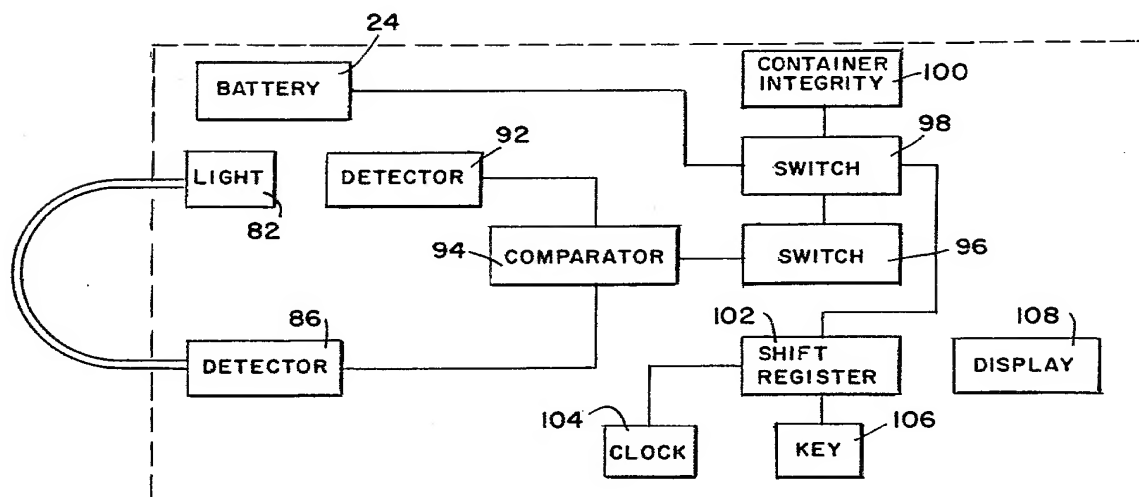 24
BATTERY
CONTAINER
INTEGRITY
100
LIGHT
82
DETECTOR
92
SWITCH
98
94
COMPARATOR
SWITCH
96
86
DETECTOR
102
SHIFT
REGISTER
108
DISPLAY
104
CLOCK
KEY
106